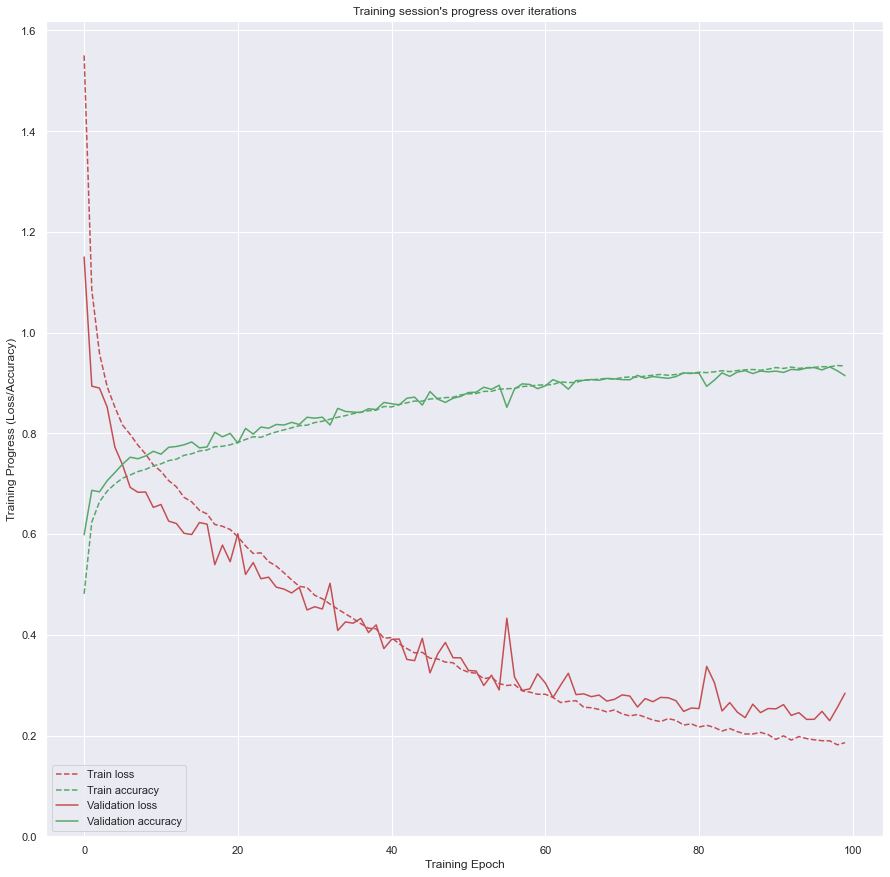 Training session's progress over iterations
1.6
1.4
1.2
1.0
0.8
0.6
0.4
0.2
0.0
Training Progress (Loss/Accuracy)
Train loss
Train accuracy
Validation loss
Validation accuracy
0 20 40 60 80 100
Training Epoch